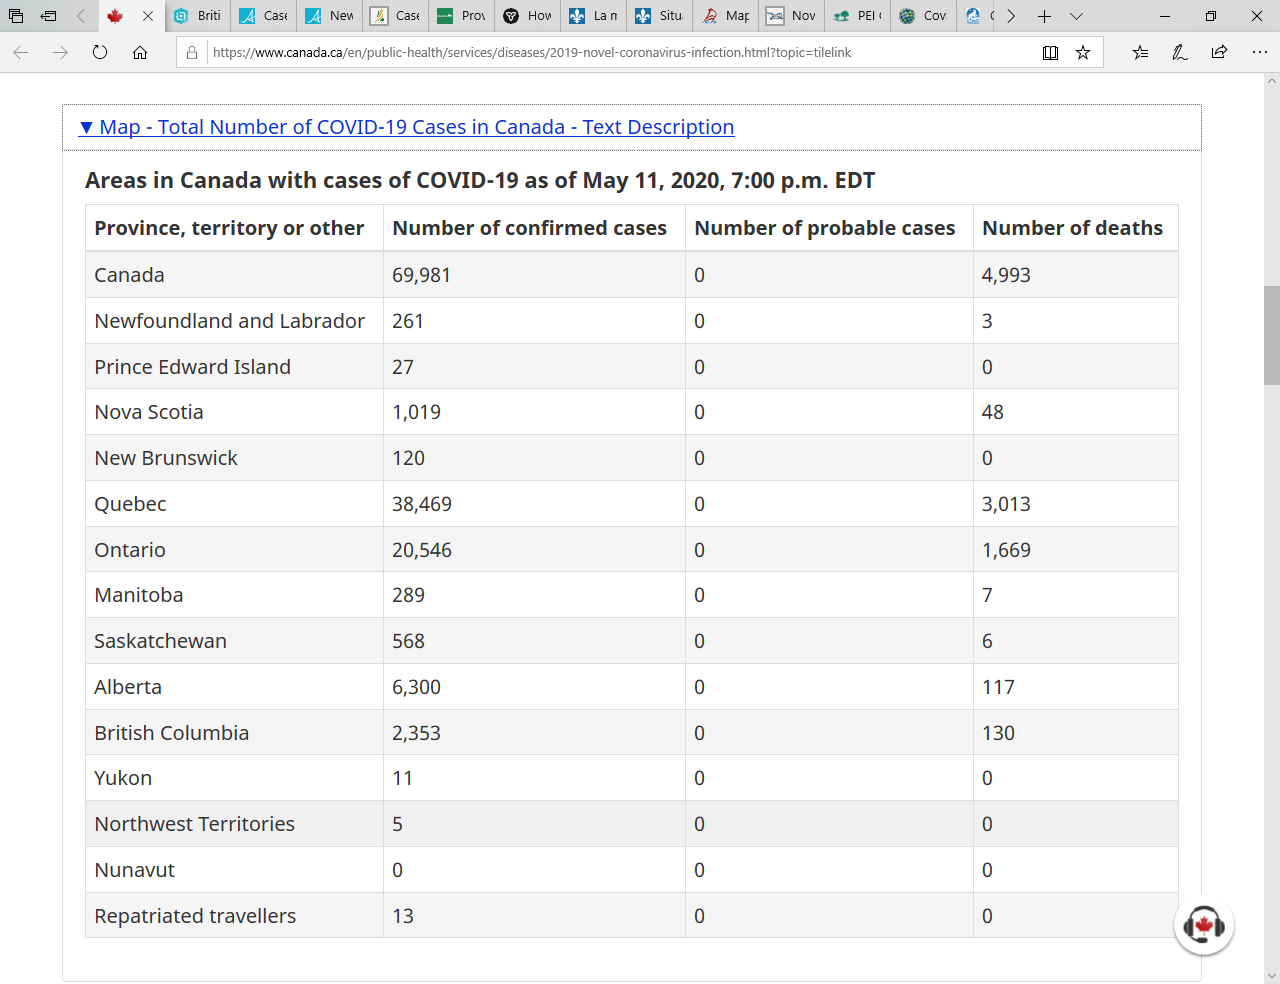 Briti
Case
New
Case
Prov
How
La m
Situ
Map
Nov
PEI
Cov
https://www.canada.ca/en/public-health/services/diseases/2019-novel-coronavirus-infection.html?topic=tilelink
▼ Map - Total Number of COVID-19 Cases in Canada - Text Description
Areas in Canada with cases of COVID-19 as of May 11, 2020, 7:00 p.m. EDT
Province, territory or other Number of confirmed cases Number of probable cases Number of deaths
Canada 69,981 0 4,993
Newfoundland and Labrador 261 0 3
Prince Edward Island 27 0 0
Nova Scotia 1,019 0 48
New Brunswick 120 0 0
Quebec 38,469 0 3,013
Ontario 20,546 0 1,669
Manitoba 289 0 7
Saskatchewan 568 0 6
Alberta 6,300 0 117
British Columbia 2,353 0 130
Yukon 11 0 0
Northwest Territories 5 0 0
Nunavut 0 0 0
Repatriated travellers 13 0 0